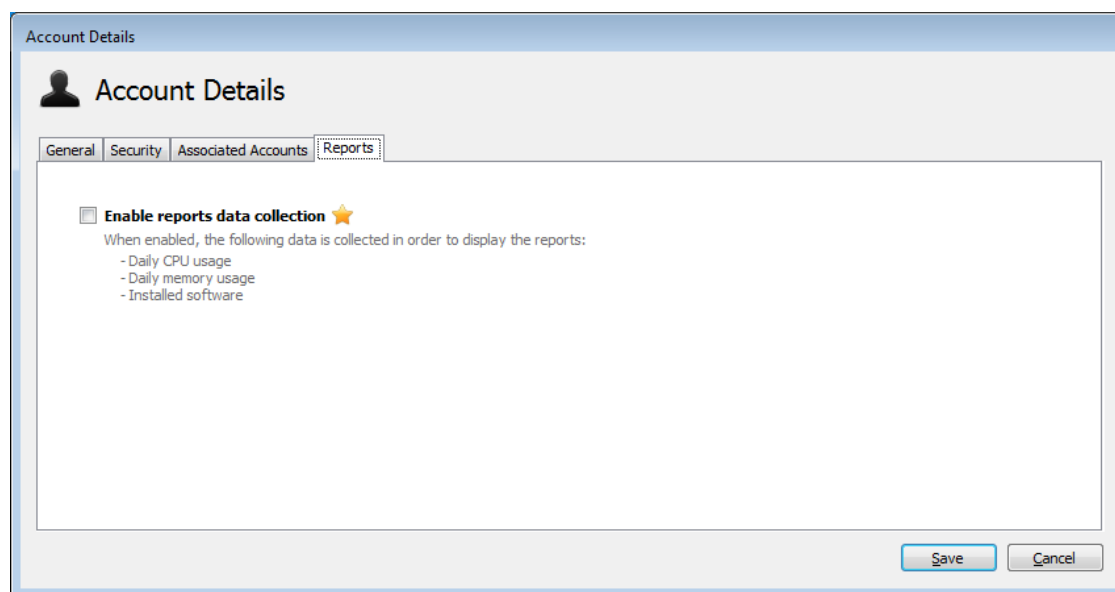 Account Details
Account Details
General Security Associated Accounts Reports
Enable reports data collection
When enabled, the following data is collected in order to display the reports:
- Daily CPU usage
- Daily memory usage
- Installed software
Save Cancel